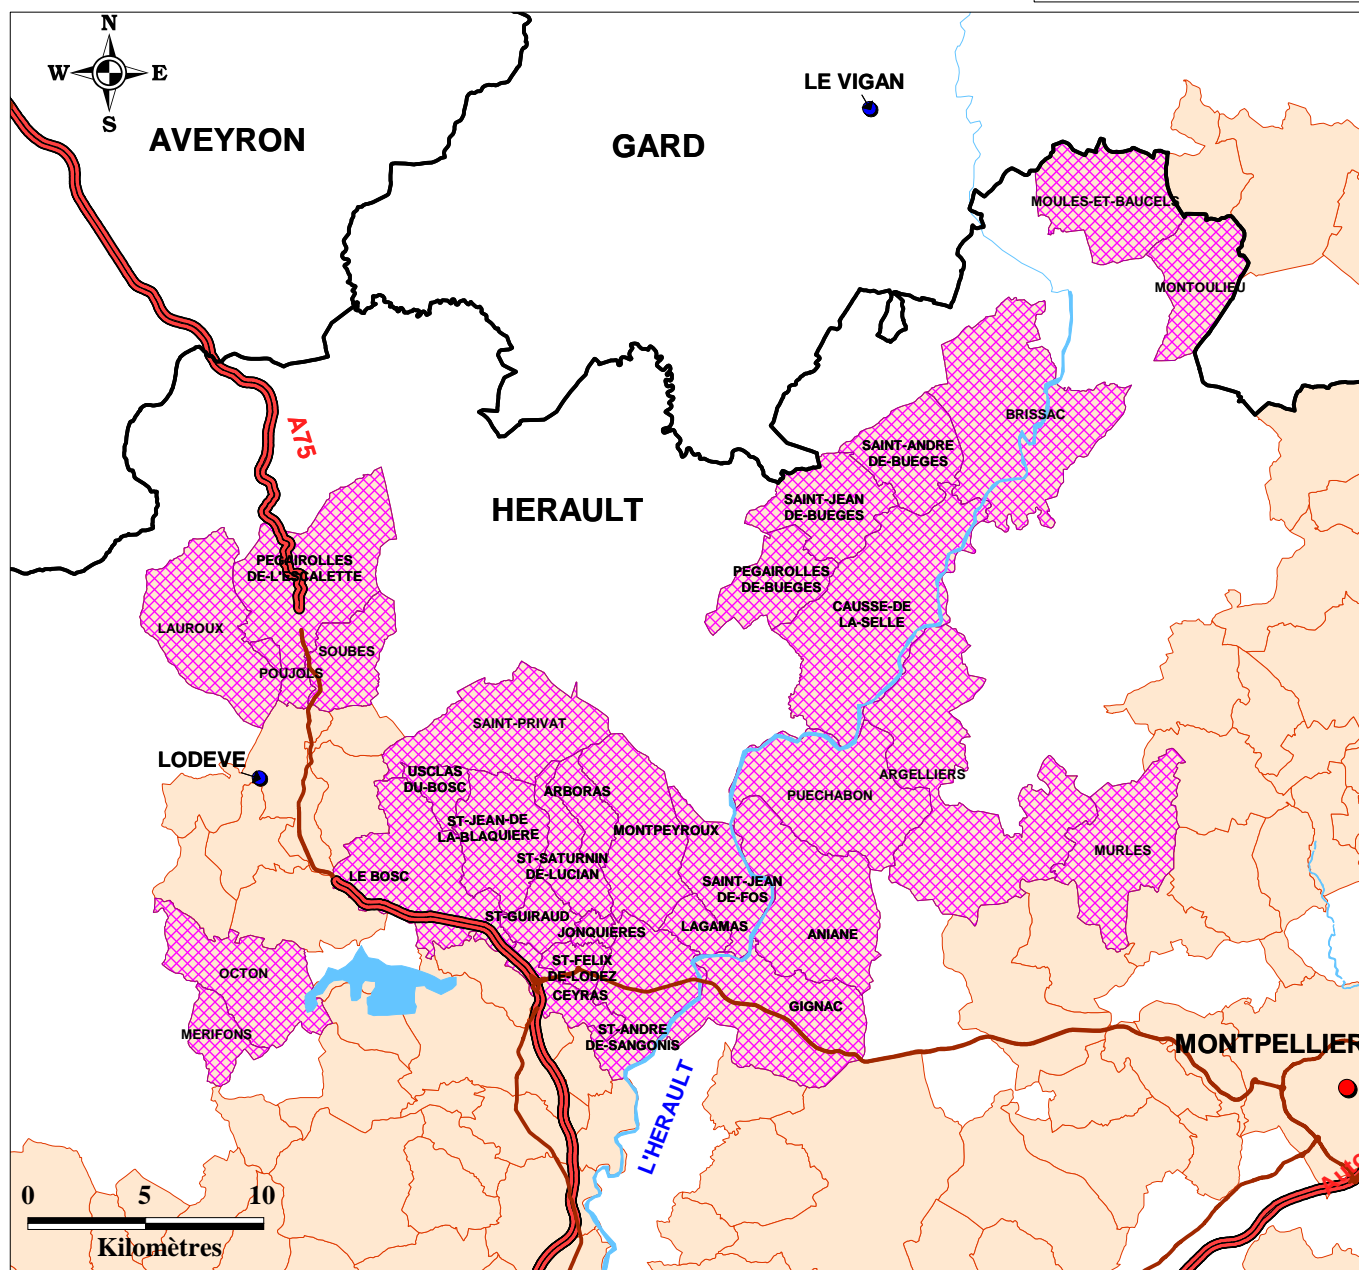 N
W E
S
AVEYRON
GARD
LE VIGAN
MOULES-ET-BAUCELS
MONTOULIEU
A75
BRISSAC
SAINT-ANDRE
DE-BUEGES
HERAULT
SAINT-JEAN
DE-BUEGES
PEGAIROLLES
DE-L'ESCALETTE
PEGAIROLLES
DE-BUEGES
CAUSSE-DE
LA-SELLE
LAUROUX
SOUBES
POUJOLS
SAINT-PRIVAT
LODEVE
USCLAS
DU-BOSC
ARBORAS
ARGELLIERS
PUECHABON
ST-JEAN-DE
LA-BLAQUIERE
MONTPEYROUX
MURLES
ST-SATURNIN
DE-LUCIAN
LE BOSC
SAINT-JEAN
DE-FOS
ST-GUIRAUD
JONQUIERES
LAGAMAS
ANIANE
ST-FELIX
DE-LODEZ
OCTON
CEYRAS
GIGNAC
MERIFONS
ST-ANDRE
DE-SANGONIS
MONTPELLIER
L'HERAULT
Auto
0 5 10
Kilomètres